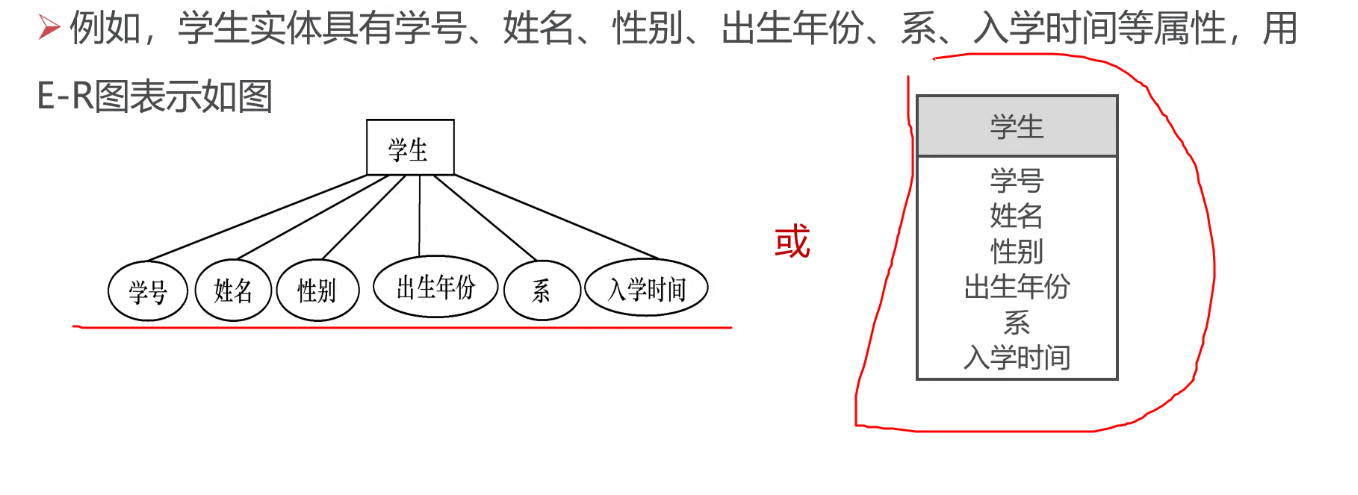 例如，学生实体具有学号、姓名、性别、出生年份、系、入学时间等属性，用
E-R图表示如图
学生
学号 姓名 性别 出生年份 系 入学时间
或
学生
学号
姓名
性别
出生年份
系
入学时间